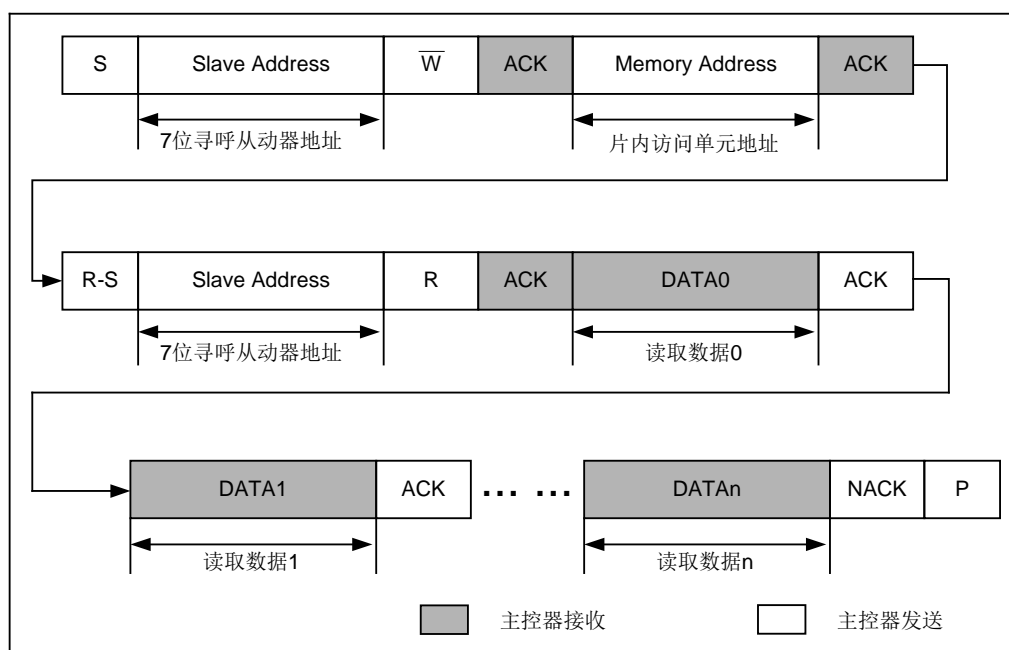 S Slave Address W̅ ACK Memory Address ACK
7位寻呼从动器地址 片内访问单元地址
R-S Slave Address R ACK DATA0 ACK
7位寻呼从动器地址 读取数据0
DATA1 ACK ... ... DATAn NACK P
读取数据1 读取数据n
主控器接收 主控器发送